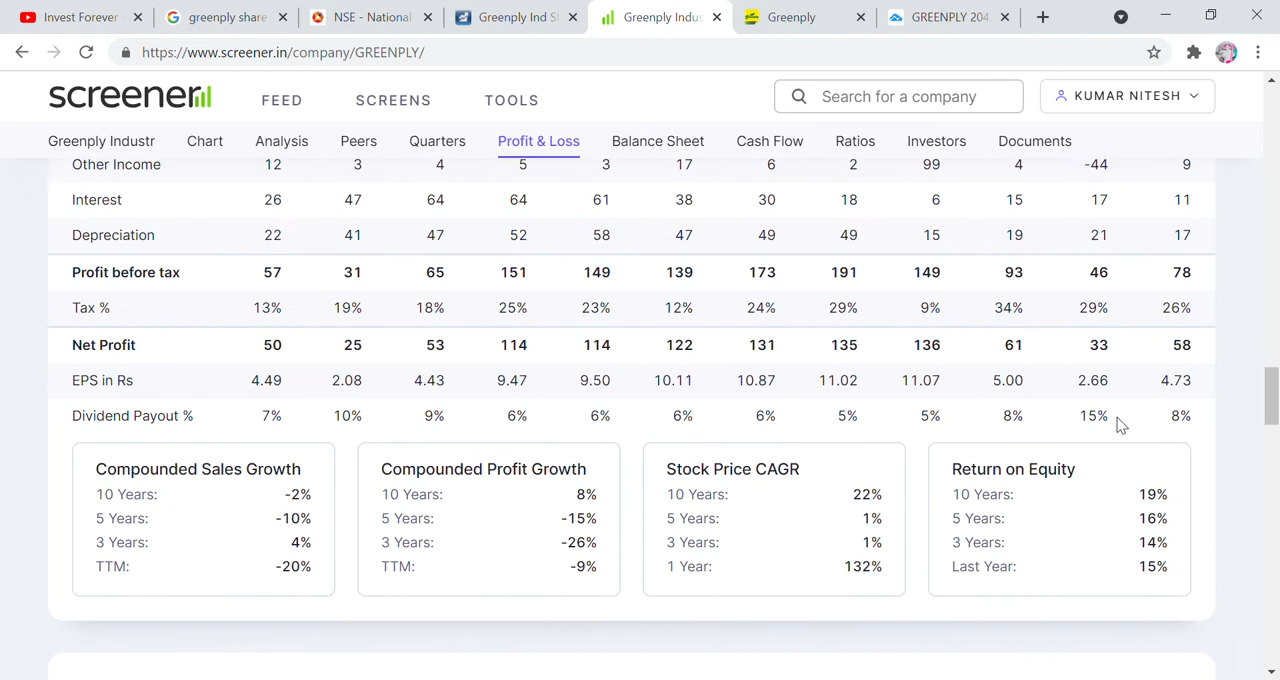 Invest Forever greenply share NSE - National Greenply Ind S Greenply Indus Greenply GREENPLY 204
https://www.screener.in/company/GREENPLY/
screener FEED SCREENS TOOLS Search for a company KUMAR NITESH
Greenply Industr Chart Analysis Peers Quarters Profit & Loss Balance Sheet Cash Flow Ratios Investors Documents
Other Income 12 3 4 5 3 17 6 2 99 4 -44 9
Interest 26 47 64 64 61 38 30 18 6 15 17 11
Depreciation 22 41 47 52 58 47 49 49 15 19 21 17
Profit before tax 57 31 65 151 149 139 173 191 149 93 46 78
Tax % 13% 19% 18% 25% 23% 12% 24% 29% 9% 34% 29% 26%
Net Profit 50 25 53 114 114 122 131 135 136 61 33 58
EPS in Rs 4.49 2.08 4.43 9.47 9.50 10.11 10.87 11.02 11.07 5.00 2.66 4.73
Dividend Payout % 7% 10% 9% 6% 6% 6% 6% 5% 5% 8% 15% 8%
Compounded Sales Growth
10 Years: -2%
5 Years: -10%
3 Years: 4%
TTM: -20%
Compounded Profit Growth
10 Years: 8%
5 Years: -15%
3 Years: -26%
TTM: -9%
Stock Price CAGR
10 Years: 22%
5 Years: 1%
3 Years: 1%
1 Year: 132%
Return on Equity
10 Years: 19%
5 Years: 16%
3 Years: 14%
Last Year: 15%